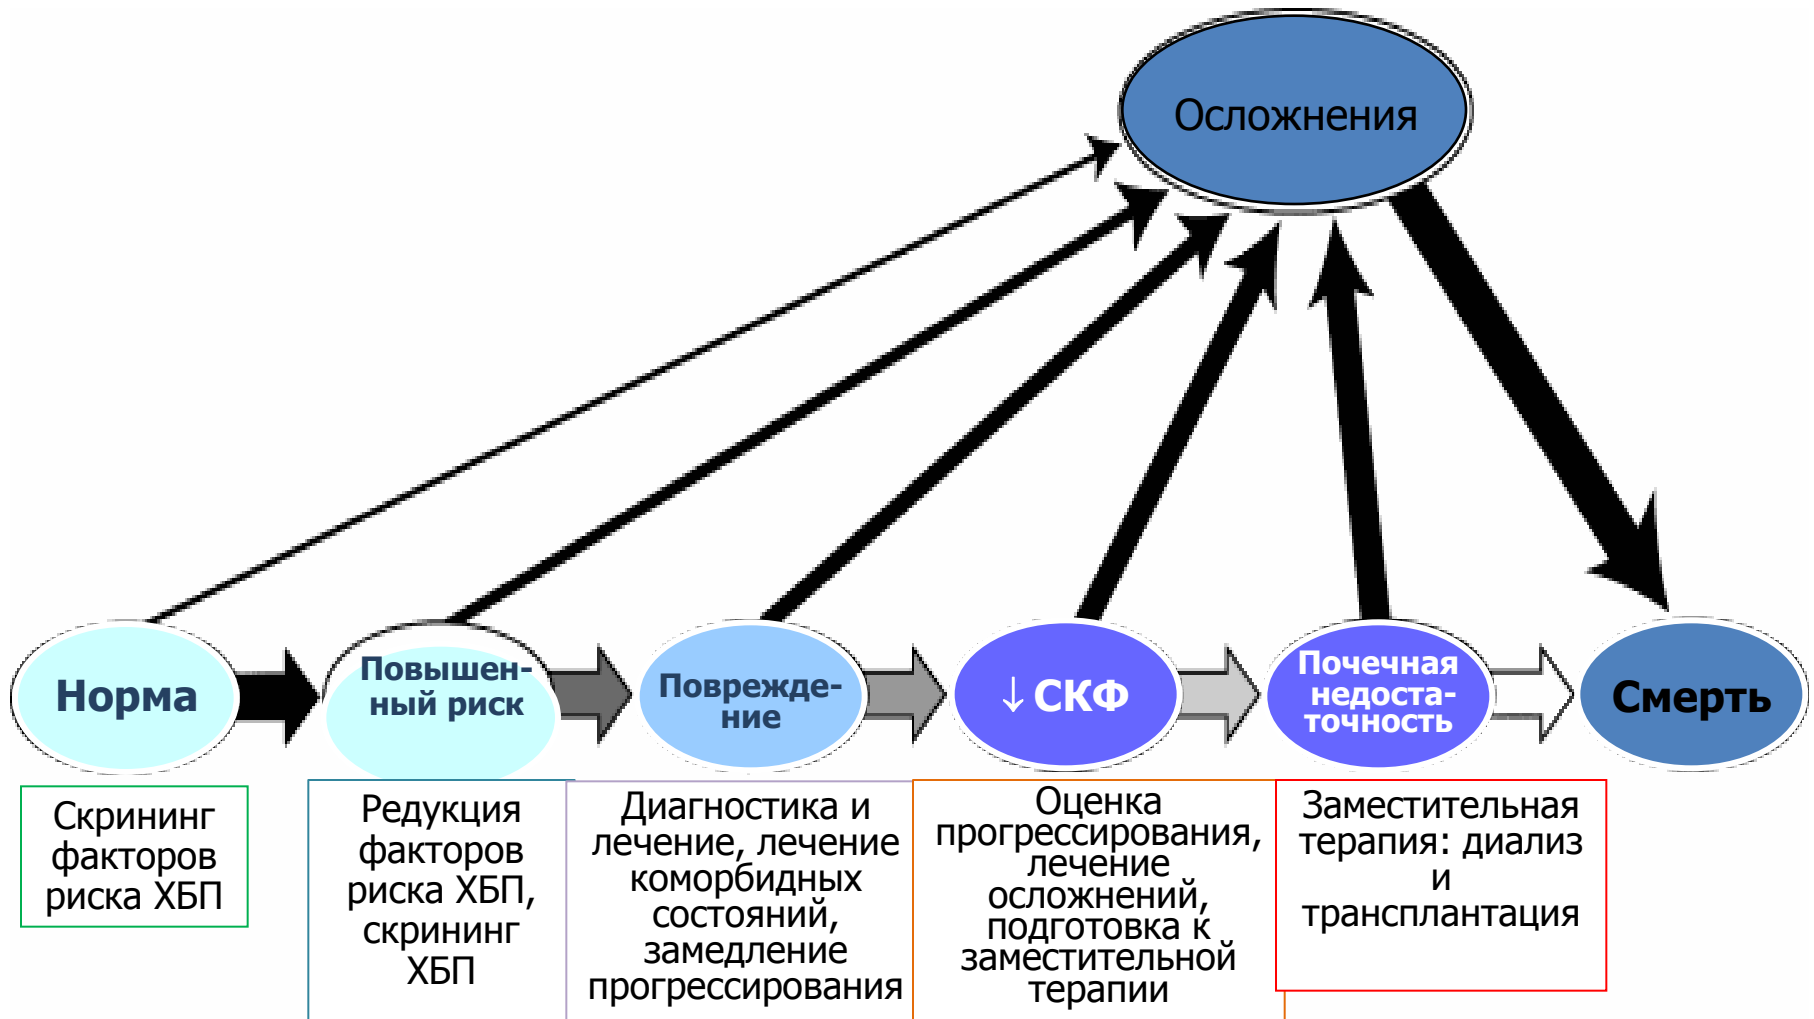 Осложнения
Норма
Повышен-
ный риск
Поврежде-
ние
↓ СКФ
Почечная
недоста-
точность
Смерть
Скрининг
факторов
риска ХБП
Редукция
факторов
риска ХБП,
скрининг
ХБП
Диагностика и
лечение, лечение
коморбидных
состояний,
замедление
прогрессирования
Оценка
прогрессирования,
лечение
осложнений,
подготовка к
заместительной
терапии
Заместительная
терапия: диализ
и
трансплантация